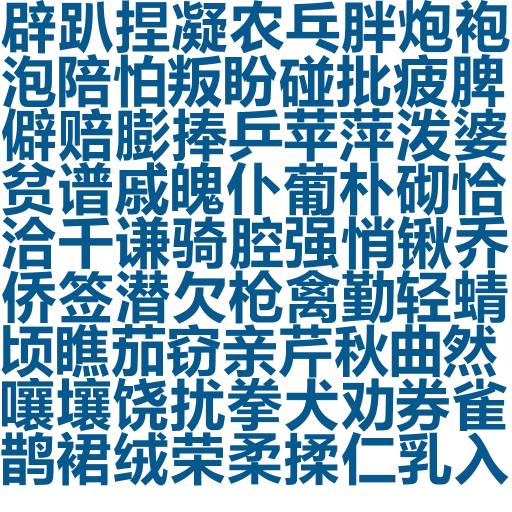 辟趴捏凝农乓胖炮袍
泡陪怕叛盼碰批疲脾
僻赔膨捧乒苹萍泼婆
贫谱戚魄仆葡朴砌恰
洽千谦骑腔强悄锹乔
侨签潜欠枪禽勤轻蜻
顷瞧茄窃亲芹秋曲然
嚷壤饶扰拳犬劝券雀
鹊裙绒荣柔揉仁乳入